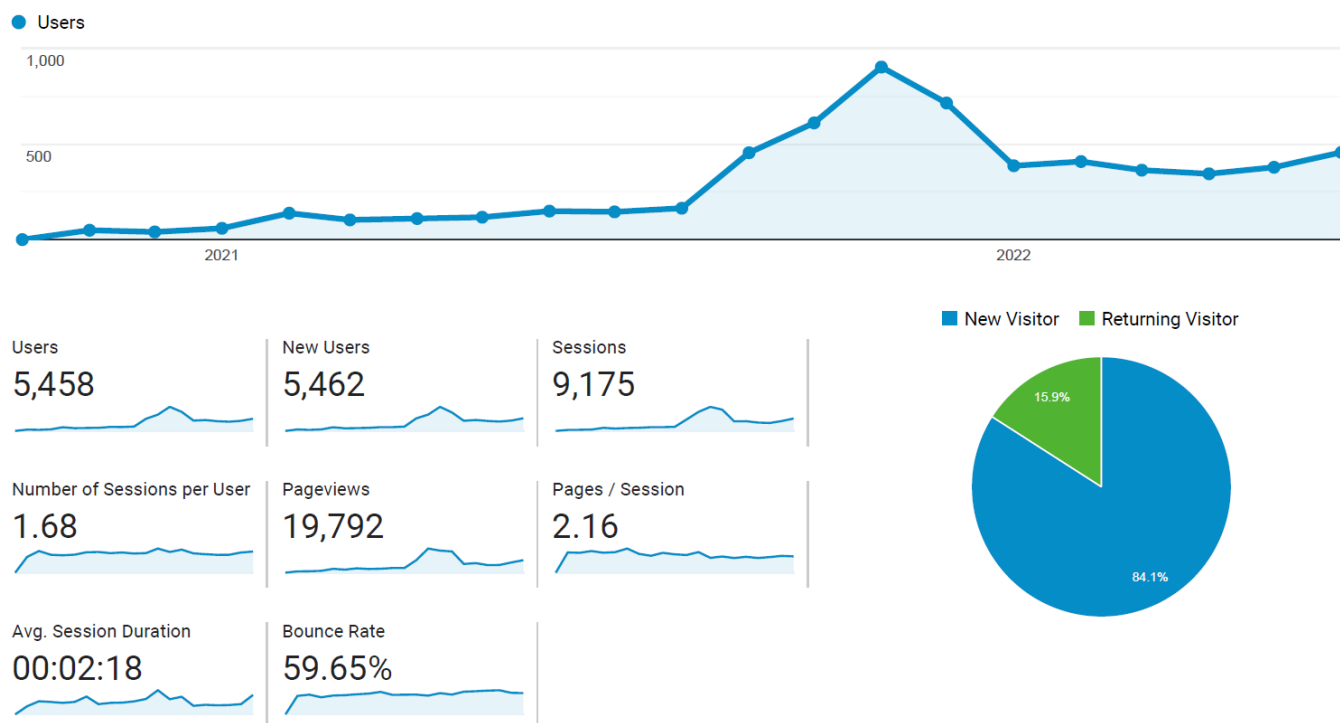 Users
1,000
500
2021
2022
New Visitor
Returning Visitor
Users
5,458
New Users
5,462
Sessions
9,175
Number of Sessions per User
1.68
Pageviews
19,792
Pages / Session
2.16
Avg. Session Duration
00:02:18
Bounce Rate
59.65%
15.9%
84.1%